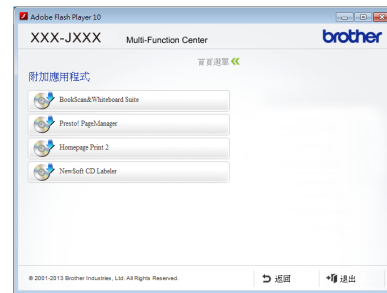 Adobe Flash Player 10
XXX-JXXX Multi-Function Center brother
首頁選單
附加應用程式
BookScan&Whiteboard Suite
Presto! PageManager
Homepage Print 2
NewSoft CD Labeler
© 2001-2013 Brother Industries, Ltd. All Rights Reserved. 返回 退出